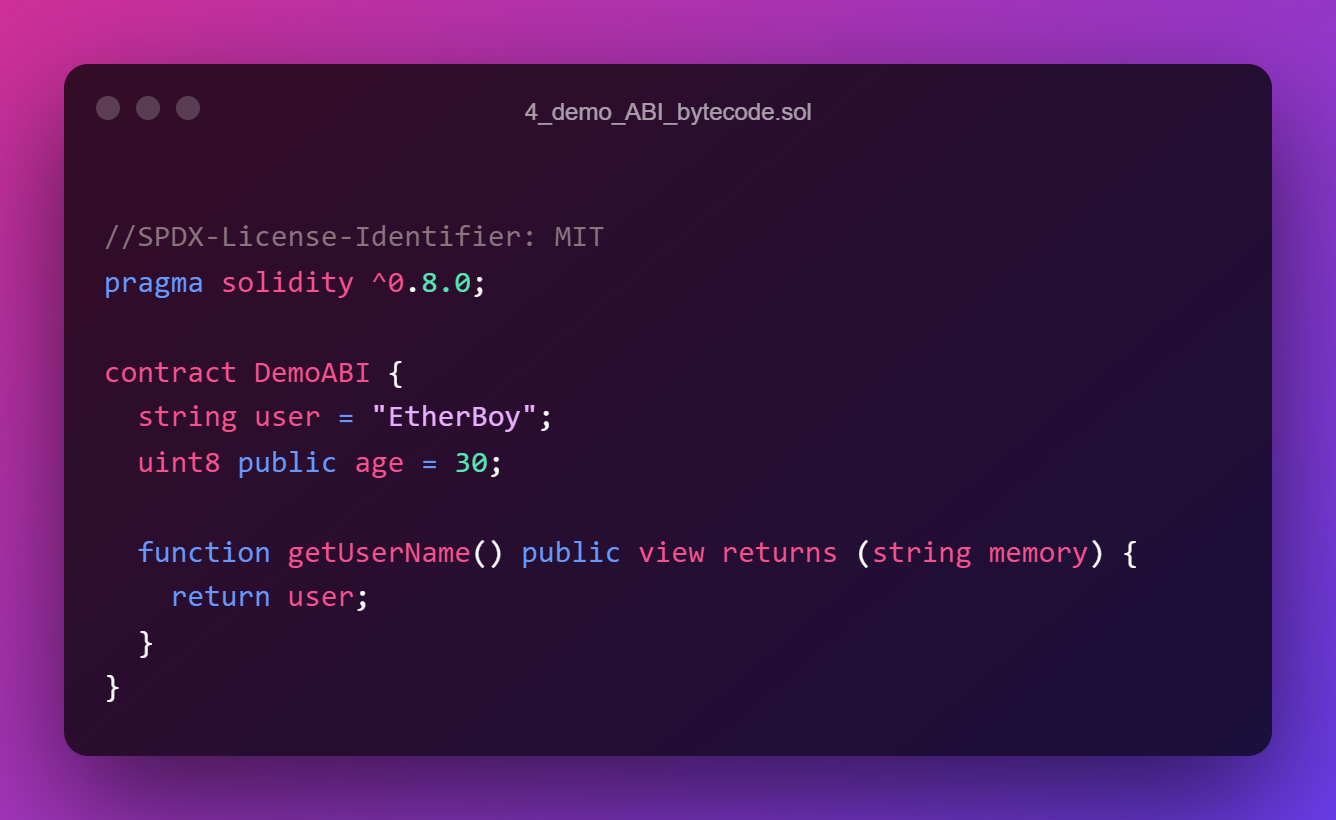 4_demo_ABI_bytecode.sol
//SPDX-License-Identifier: MIT
pragma solidity ^0.8.0;
contract DemoABI {
  string user = "EtherBoy";
  uint8 public age = 30;
  function getUserName() public view returns (string memory) {
    return user;
  }
}